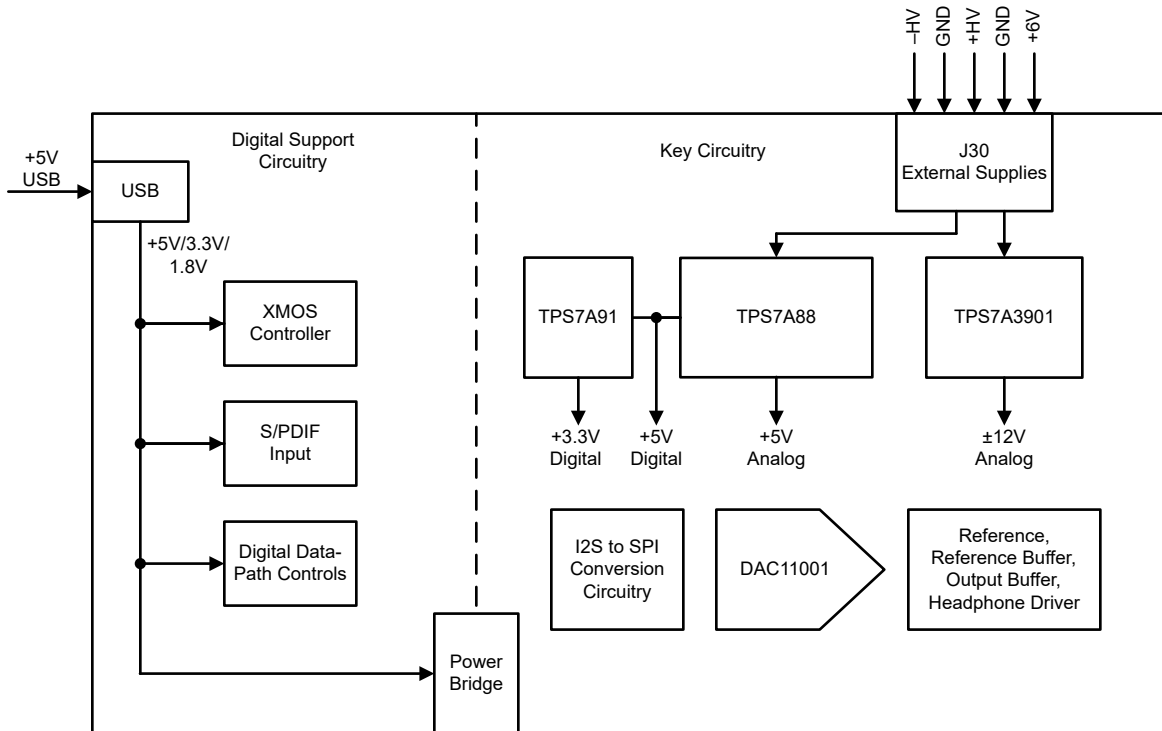 –HV
GND
+HV
GND
+6V
Digital Support
Circuitry
Key Circuitry
J30
External Supplies
+5V
USB
USB
+5V/3.3V/
1.8V
XMOS
Controller
TPS7A91
TPS7A88
TPS7A3901
S/PDIF
Input
+3.3V
Digital
+5V
Digital
+5V
Analog
±12V
Analog
Digital Data-
Path Controls
I2S to SPI
Conversion
Circuitry
DAC11001
Reference,
Reference Buffer,
Output Buffer,
Headphone Driver
Power
Bridge